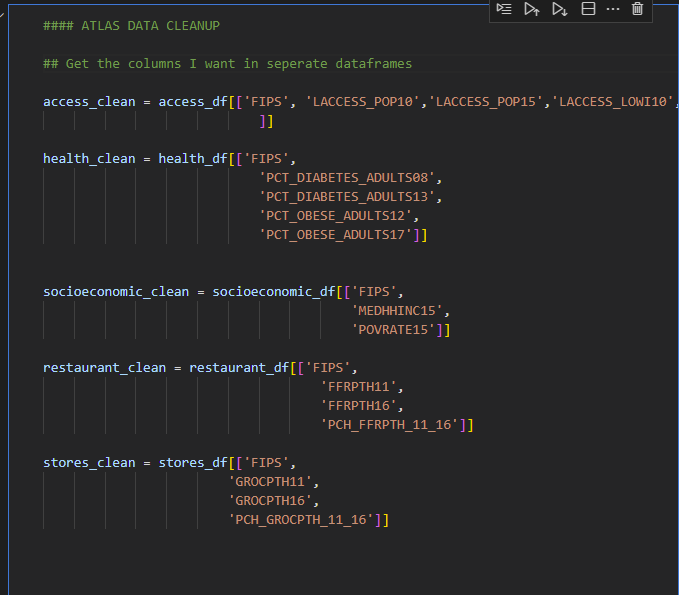 #### ATLAS DATA CLEANUP
## Get the columns I want in seperate dataframes
access_clean = access_df[['FIPS', 'LACCESS_POP10','LACCESS_POP15','LACCESS_LOWI10',
]]
health_clean = health_df[['FIPS',
'PCT_DIABETES_ADULTS08',
'PCT_DIABETES_ADULTS13',
'PCT_OBESE_ADULTS12',
'PCT_OBESE_ADULTS17']]
socioeconomic_clean = socioeconomic_df[['FIPS',
'MEDHHINC15',
'POVRATE15']]
restaurant_clean = restaurant_df[['FIPS',
'FFRPTH11',
'FFRPTH16',
'PCH_FFRPTH_11_16']]
stores_clean = stores_df[['FIPS',
'GROCPTH11',
'GROCPTH16',
'PCH_GROCPTH_11_16']]